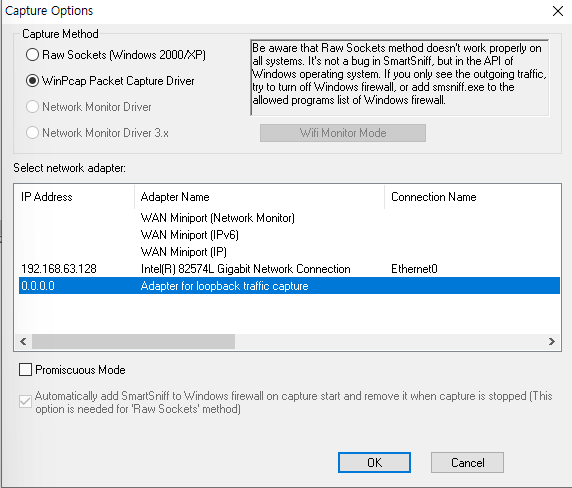 Capture Options
Capture Method
Raw Sockets (Windows 2000/XP)
WinPcap Packet Capture Driver
Network Monitor Driver
Network Monitor Driver 3.x
Be aware that Raw Sockets method doesn't work properly on
all systems. It's not a bug in SmartSniff, but in the API of
Windows operating system. If you only see the outgoing traffic,
try to turn off Windows firewall, or add smsniff.exe to the
allowed programs list of Windows firewall.
Wifi Monitor Mode
Select network adapter:
IP Address Adapter Name Connection Name
WAN Miniport (Network Monitor)
WAN Miniport (IPv6)
WAN Miniport (IP)
192.168.63.128 Intel(R) 82574L Gigabit Network Connection Ethernet0
0.0.0.0 Adapter for loopback traffic capture
Promiscuous Mode
Automatically add SmartSniff to Windows firewall on capture start and remove it when capture is stopped (This
option is needed for 'Raw Sockets' method)
OK Cancel